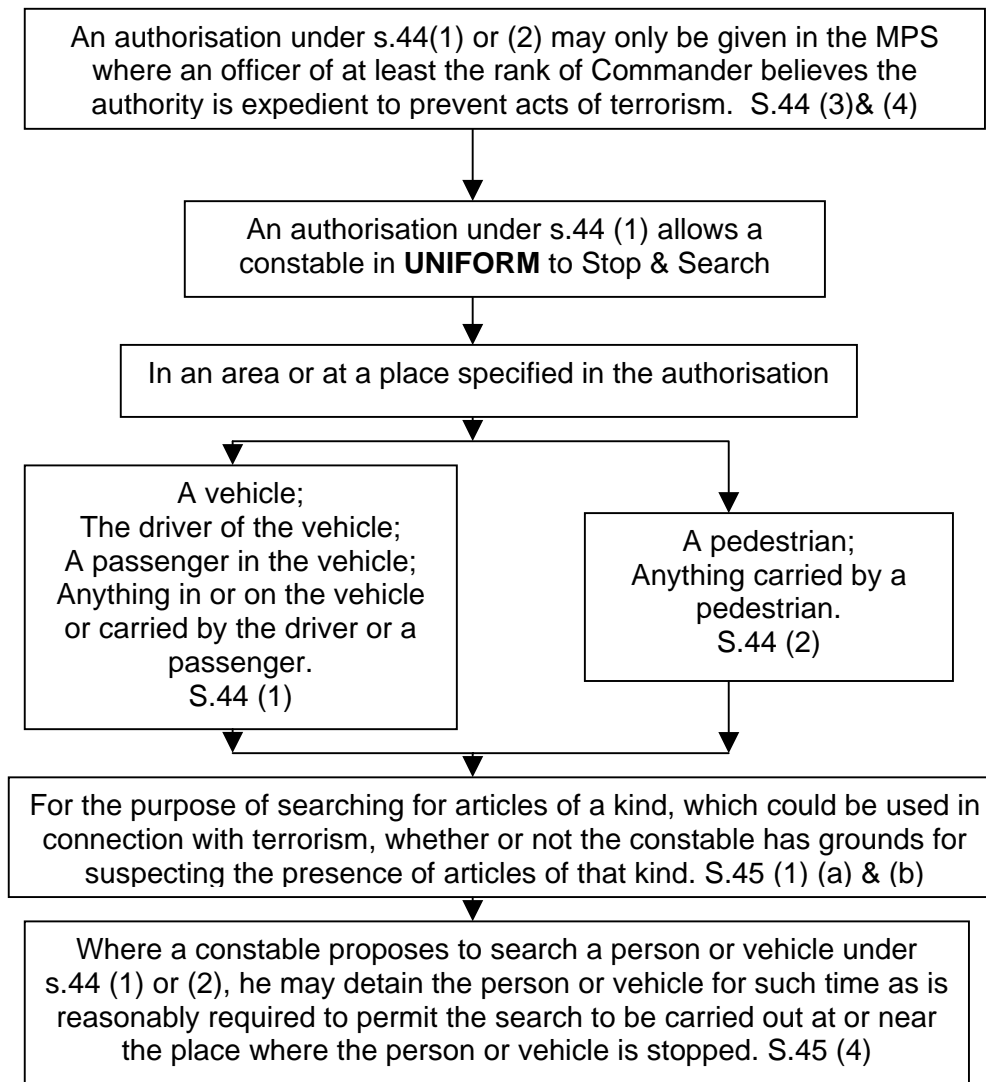 An authorisation under s.44(1) or (2) may only be given in the MPS
where an officer of at least the rank of Commander believes the
authority is expedient to prevent acts of terrorism. S.44 (3)& (4)
An authorisation under s.44 (1) allows a
constable in UNIFORM to Stop & Search
In an area or at a place specified in the authorisation
A vehicle;
The driver of the vehicle;
A passenger in the vehicle;
Anything in or on the vehicle
or carried by the driver or a
passenger.
S.44 (1)
A pedestrian;
Anything carried by a
pedestrian.
S.44 (2)
For the purpose of searching for articles of a kind, which could be used in
connection with terrorism, whether or not the constable has grounds for
suspecting the presence of articles of that kind. S.45 (1) (a) & (b)
Where a constable proposes to search a person or vehicle under
s.44 (1) or (2), he may detain the person or vehicle for such time as is
reasonably required to permit the search to be carried out at or near
the place where the person or vehicle is stopped. S.45 (4)